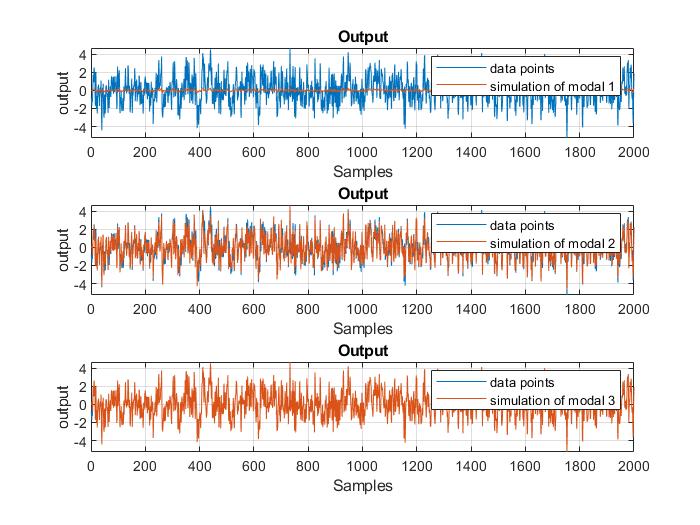 Output
4
2
0
-2
-4
output
data points
simulation of modal 1
0 200 400 600 800 1000 1200 1400 1600 1800 2000
Samples
Output
4
2
0
-2
-4
output
data points
simulation of modal 2
0 200 400 600 800 1000 1200 1400 1600 1800 2000
Samples
Output
4
2
0
-2
-4
output
data points
simulation of modal 3
0 200 400 600 800 1000 1200 1400 1600 1800 2000
Samples